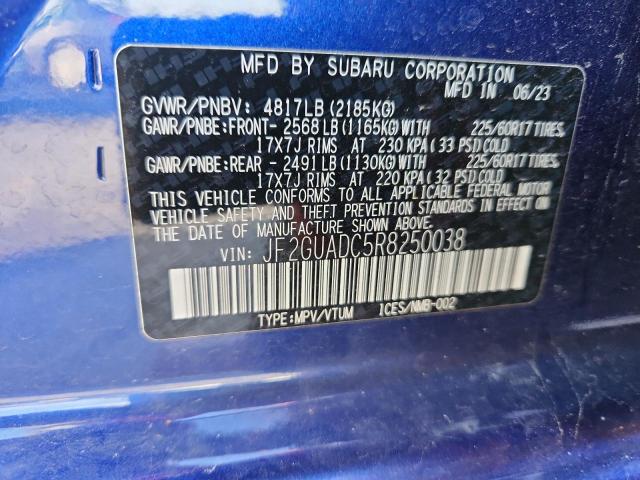 MFD BY SUBARU CORPORATION
MFD IN 06/23
GVWR/PNBV: 4817LB (2185KG)
GAWR/PNBE:FRONT- 2568 LB (1165KG) WITH 225/60R17 TIRES,
17X7J RIMS AT 230 KPA (33 PSI) COLD
GAWR/PNBE:REAR - 2491 LB (1130KG) WITH 225/60R17 TIRES,
17X7J RIMS AT 220 KPA (32 PSI) COLD
THIS VEHICLE CONFORMS TO ALL APPLICABLE FEDERAL MOTOR
VEHICLE SAFETY AND THEFT PREVENTION STANDARDS IN EFFECT ON
THE DATE OF MANUFACTURE SHOWN ABOVE.
VIN: JF2GUADC5R8250038
TYPE:MPV/VTUM ICES/NMB-002